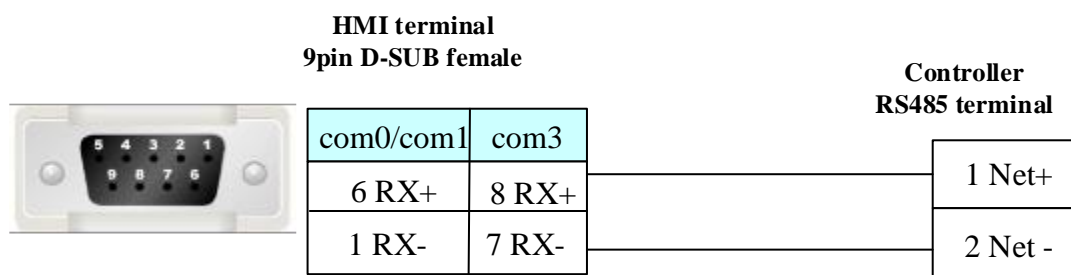 HMI terminal
9pin D-SUB female
Controller
RS485 terminal
5 4 3 2 1
9 8 7 6
com0/com1 com3
6 RX+ 8 RX+
1 RX- 7 RX-
1 Net+
2 Net -